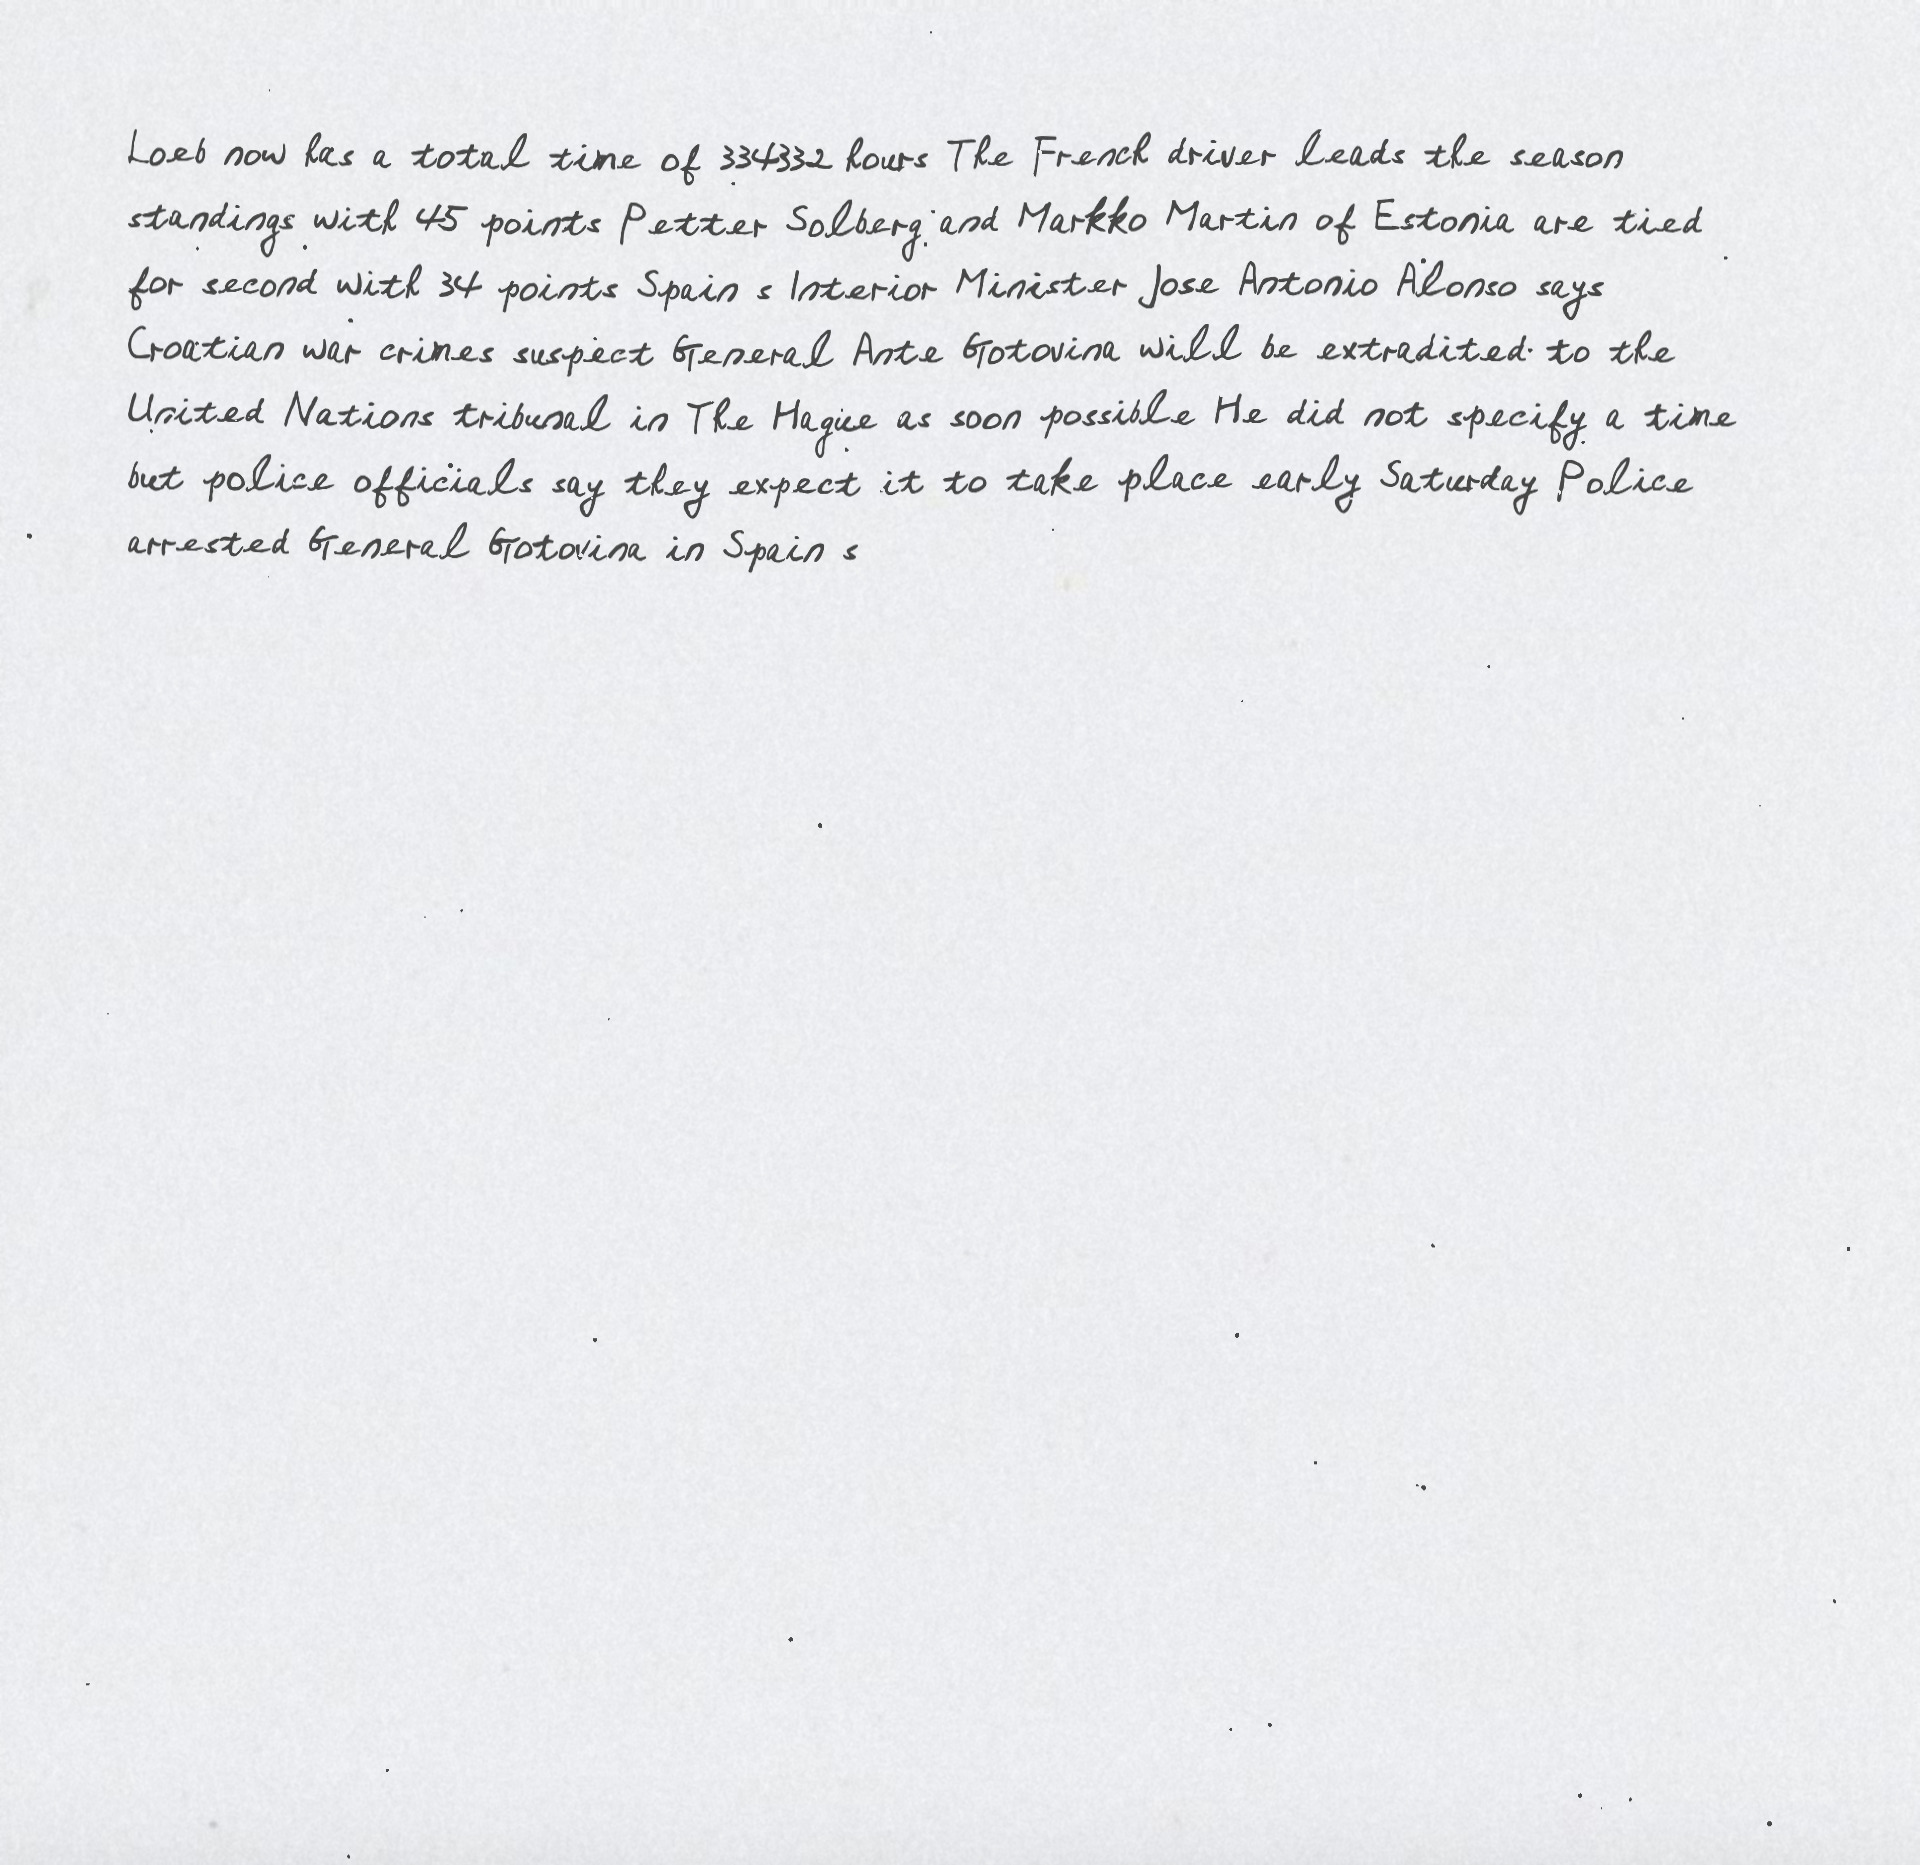 Loeb now has a total time of 334332 hours The French driver leads the season
standings with 45 points Petter Solberg and Markko Martin of Estonia are tied
for second with 34 points Spain s Interior Minister Jose Antonio Alonso says
Croatian war crimes suspect General Ante Gotovina will be extradited to the
United Nations tribunal in The Hague as soon possible He did not specify a time
but police officials say they expect it to take place early Saturday Police
arrested General Gotovina in Spain s